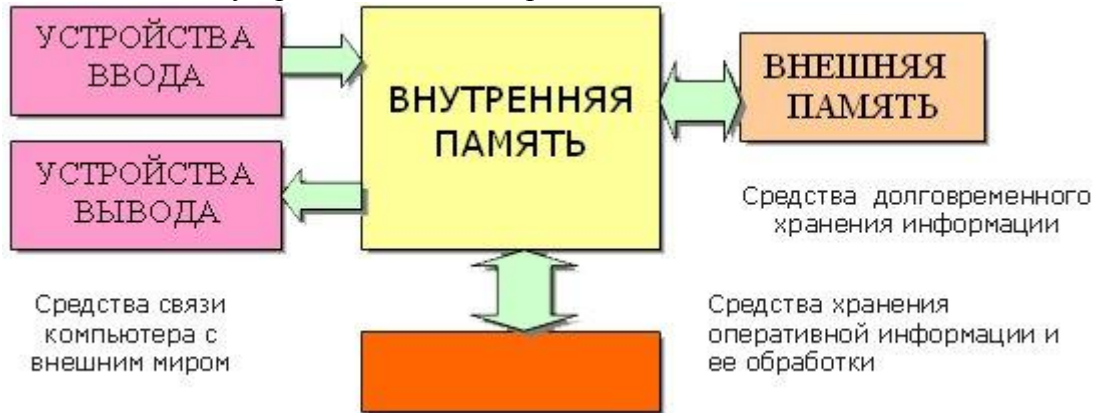 УСТРОЙСТВА
ВВОДА
ВНУТРЕННЯЯ
ПАМЯТЬ
ВНЕШНЯЯ
ПАМЯТЬ
УСТРОЙСТВА
ВЫВОДА
Средства долговременного
хранения информации
Средства связи
компьютера с
внешним миром
Средства хранения
оперативной информации и
ее обработки